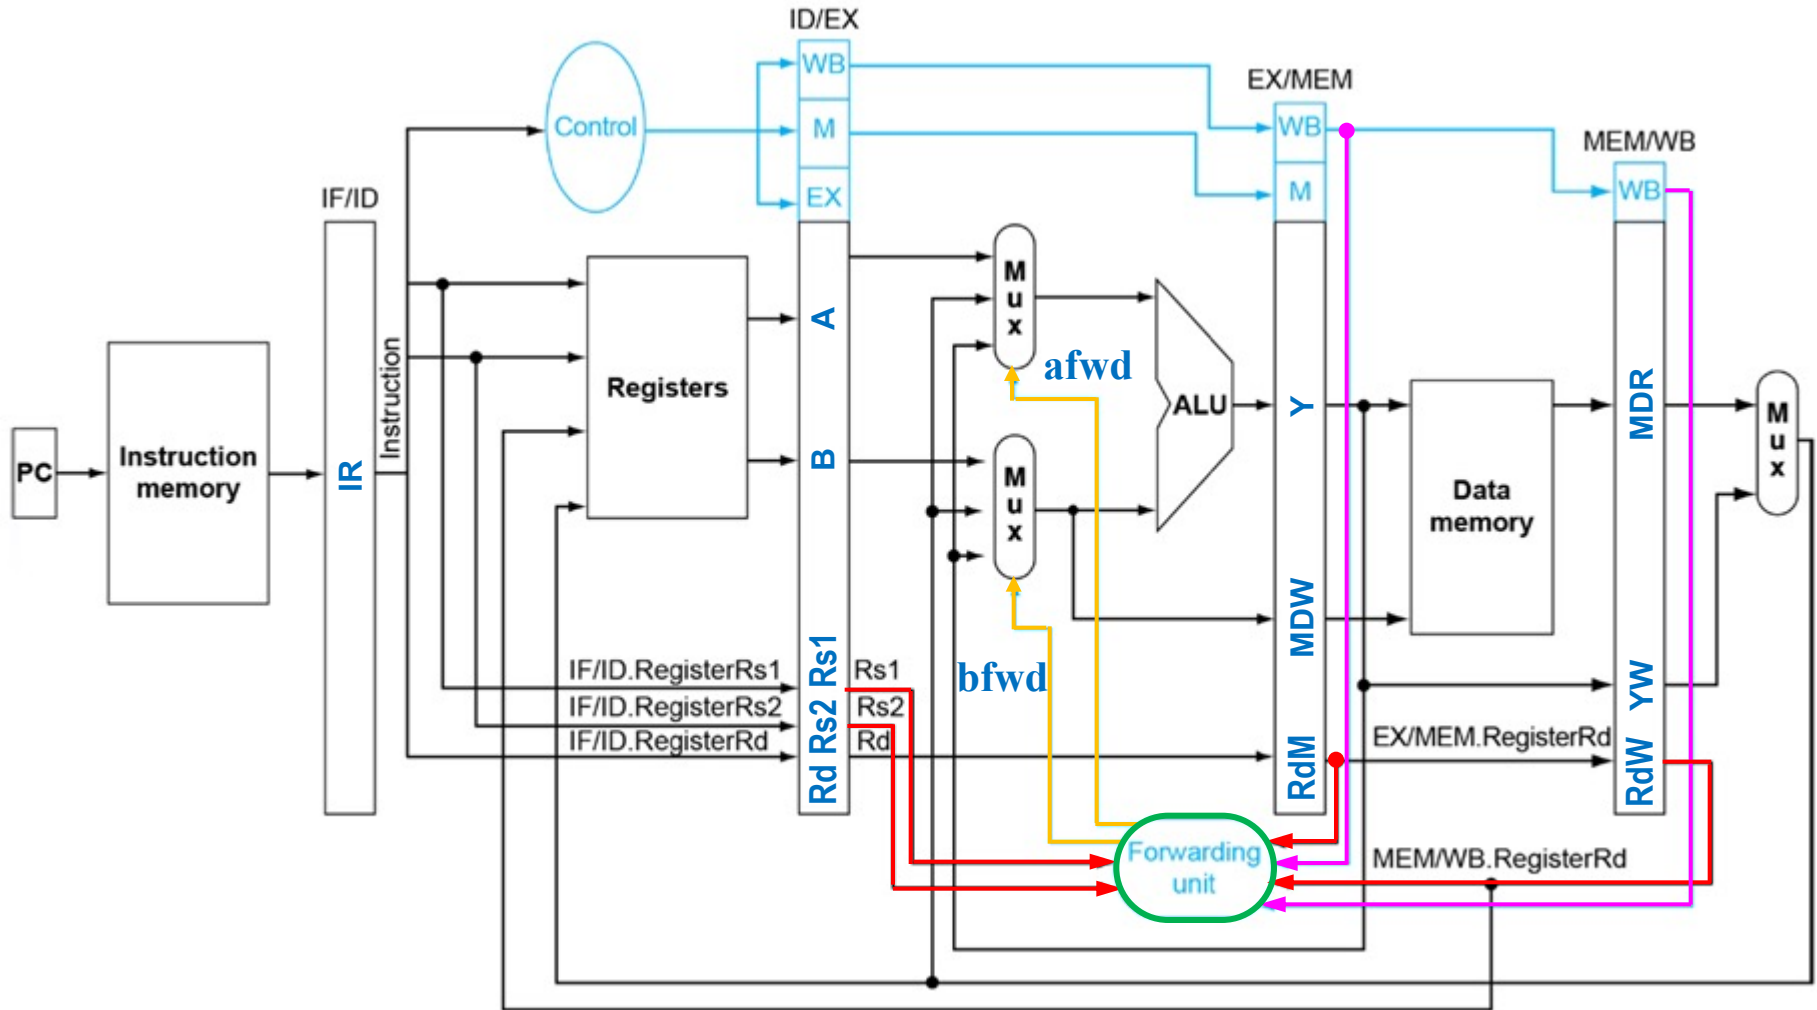 ID/EX
WB
M
EX
Control
EX/MEM
WB
M
MEM/WB
WB
IF/ID
IR
Instruction
PC
Instruction
memory
Registers
A
B
Mux
afwd
Mux
bfwd
ALU
Y
MDW
RdM
Data
memory
MDR
YW
RdW
Mux
IF/ID.RegisterRs1
IF/ID.RegisterRs2
IF/ID.RegisterRd
Rd Rs2 Rs1
Rs1
Rs2
Rd
EX/MEM.RegisterRd
Forwarding
unit
MEM/WB.RegisterRd